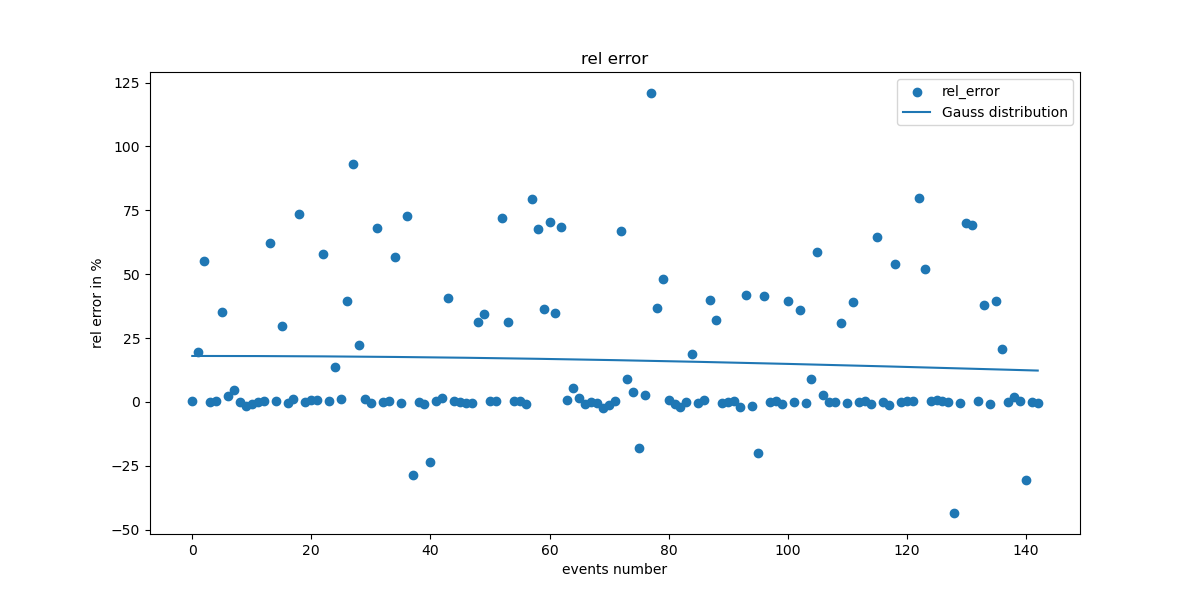 rel error
rel_error
Gauss distribution
rel error in %
125
100
75
50
25
0
−25
−50
0 20 40 60 80 100 120 140
events number